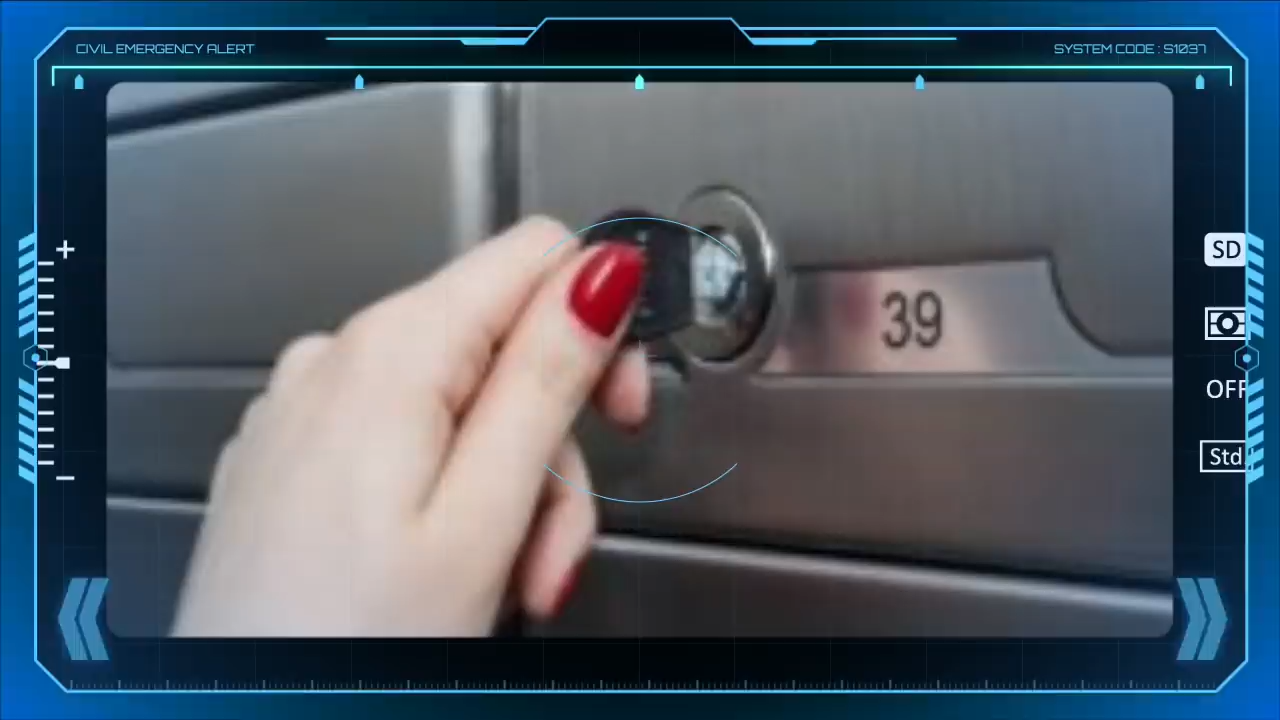 CIVIL EMERGENCY ALERT
SYSTEM CODE : S1037
39
+
SD
OFF
Std.
−